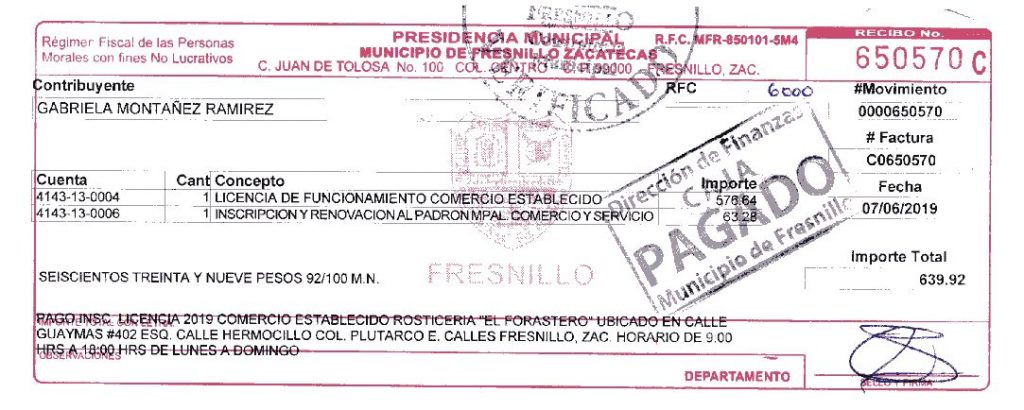 Régimen Fiscal de las Personas
Morales con fines No Lucrativos
PRESIDENCIA MUNICIPAL R.F.C. MFR-850101-5M4
MUNICIPIO DE FRESNILLO ZACATECAS
C. JUAN DE TOLOSA No. 100 COL. CENTRO C.P. 99000 FRESNILLO, ZAC.
RECIBO No.
650570 C
Contribuyente
RFC 6000
#Movimiento
GABRIELA MONTAÑEZ RAMIREZ
0000650570
# Factura
C0650570
Cuenta Cant Concepto Importe
4143-13-0004 1 LICENCIA DE FUNCIONAMIENTO COMERCIO ESTABLECIDO 576.64
4143-13-0006 1 INSCRIPCION Y RENOVACION AL PADRON MPAL. COMERCIO Y SERVICIO 63.28
Fecha
07/06/2019
Dirección de Finanzas
CAJA
PAGADO
Municipio de Fresnillo
Importe Total
639.92
SEISCIENTOS TREINTA Y NUEVE PESOS 92/100 M.N.
FRESNILLO
IMPORTE TOTAL CON LETRA
PAGO INSC. LICENCIA 2019 COMERCIO ESTABLECIDO ROSTICERIA "EL FORASTERO" UBICADO EN CALLE
GUAYMAS #402 ESQ. CALLE HERMOCILLO COL. PLUTARCO E. CALLES FRESNILLO, ZAC. HORARIO DE 9:00
HRS A 18:00 HRS DE LUNES A DOMINGO
OBSERVACIONES
DEPARTAMENTO
SELLO Y FIRMA